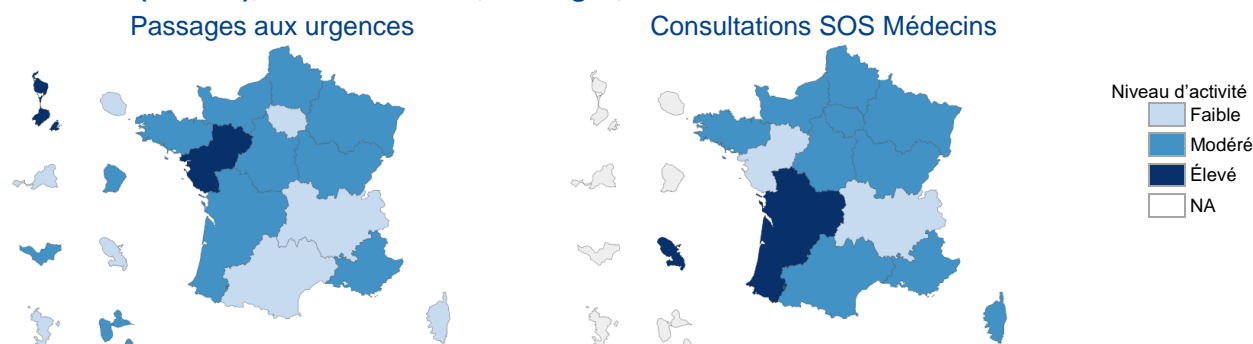 Passages aux urgences
Consultations SOS Médecins
Niveau d'activité
Faible
Modéré
Élevé
NA